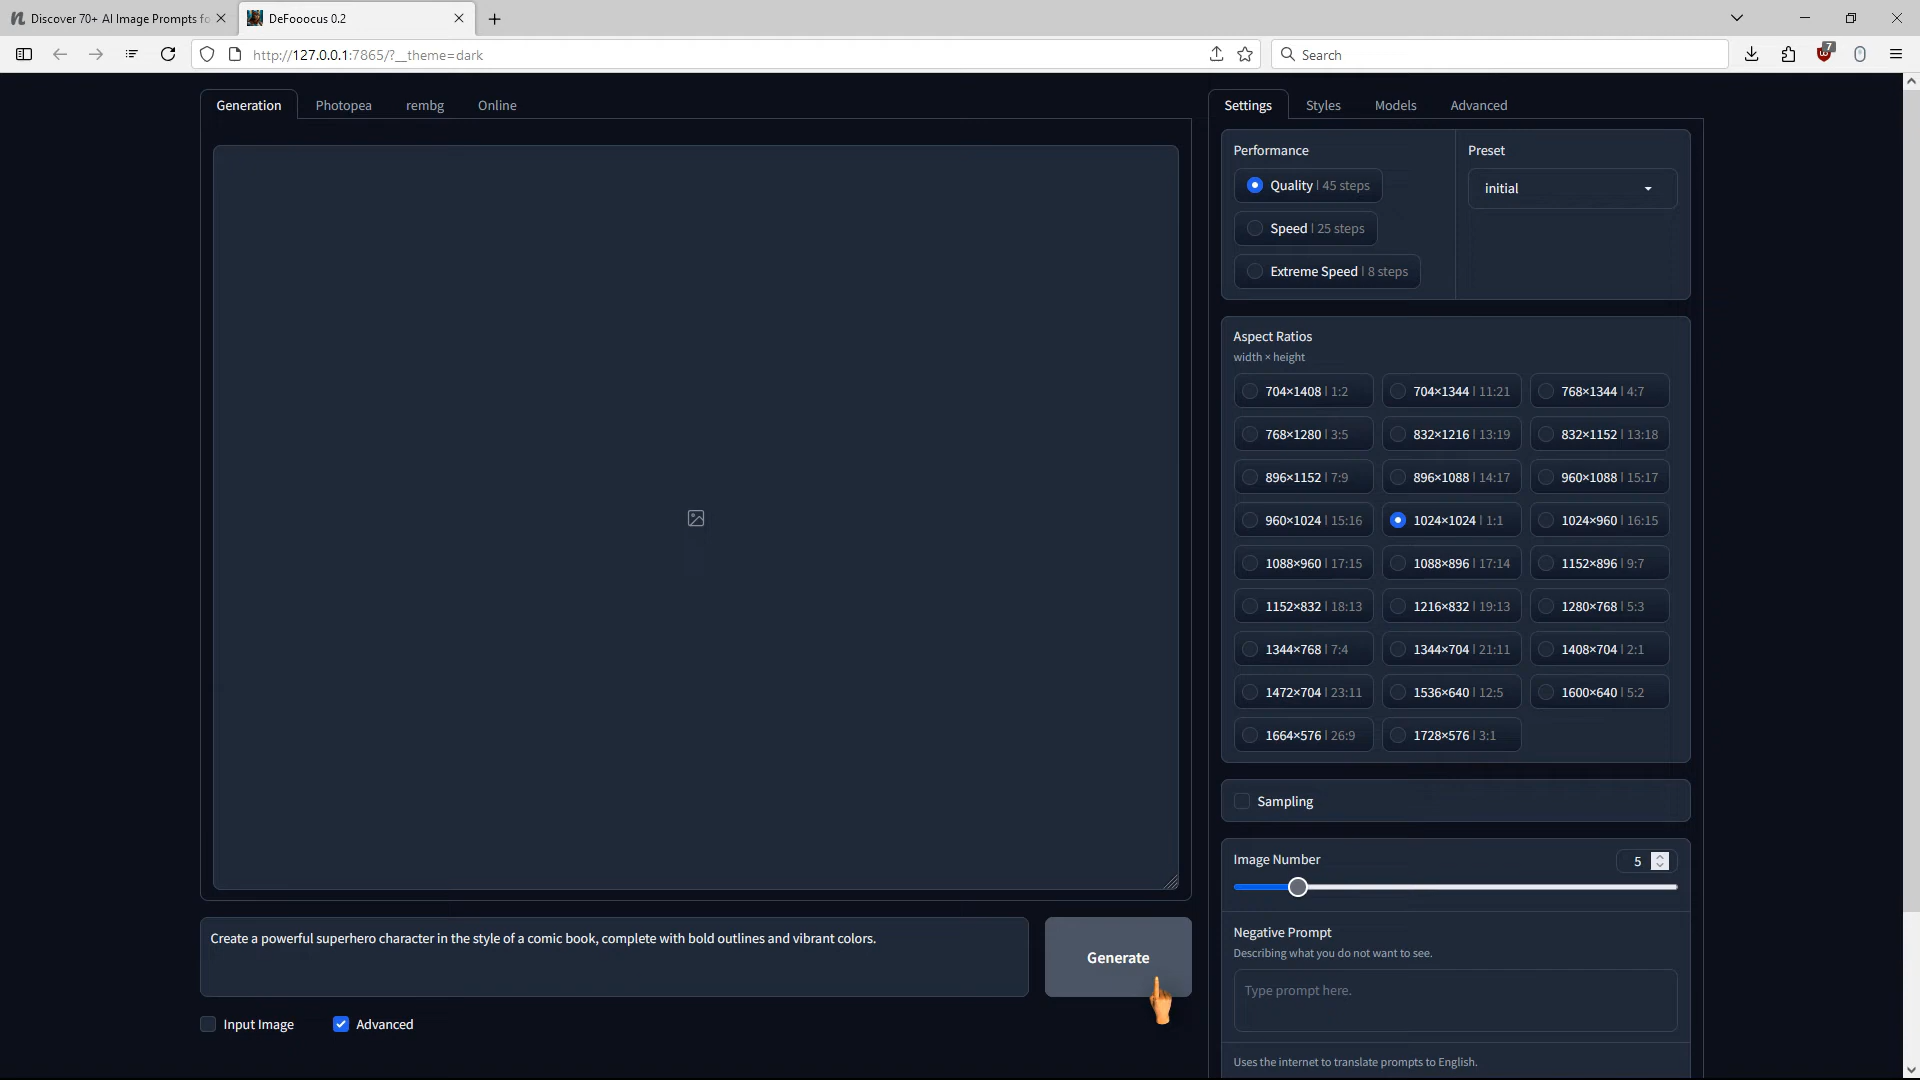 Discover 70+ AI Image Prompts fo
DeFooocus 0.2
http://127.0.0.1:7865/?__theme=dark
Search
7
Generation
Photopea
rembg
Online
Settings
Styles
Models
Advanced
Performance
Quality | 45 steps
Speed | 25 steps
Extreme Speed | 8 steps
Preset
initial
Aspect Ratios
width × height
704×1408 | 1:2
704×1344 | 11:21
768×1344 | 4:7
768×1280 | 3:5
832×1216 | 13:19
832×1152 | 13:18
896×1152 | 7:9
896×1088 | 14:17
960×1088 | 15:17
960×1024 | 15:16
1024×1024 | 1:1
1024×960 | 16:15
1088×960 | 17:15
1088×896 | 17:14
1152×896 | 9:7
1152×832 | 18:13
1216×832 | 19:13
1280×768 | 5:3
1344×768 | 7:4
1344×704 | 21:11
1408×704 | 2:1
1472×704 | 23:11
1536×640 | 12:5
1600×640 | 5:2
1664×576 | 26:9
1728×576 | 3:1
Sampling
Image Number
5
Negative Prompt
Describing what you do not want to see.
Type prompt here.
Uses the internet to translate prompts to English.
Create a powerful superhero character in the style of a comic book, complete with bold outlines and vibrant colors.
Generate
Input Image
Advanced